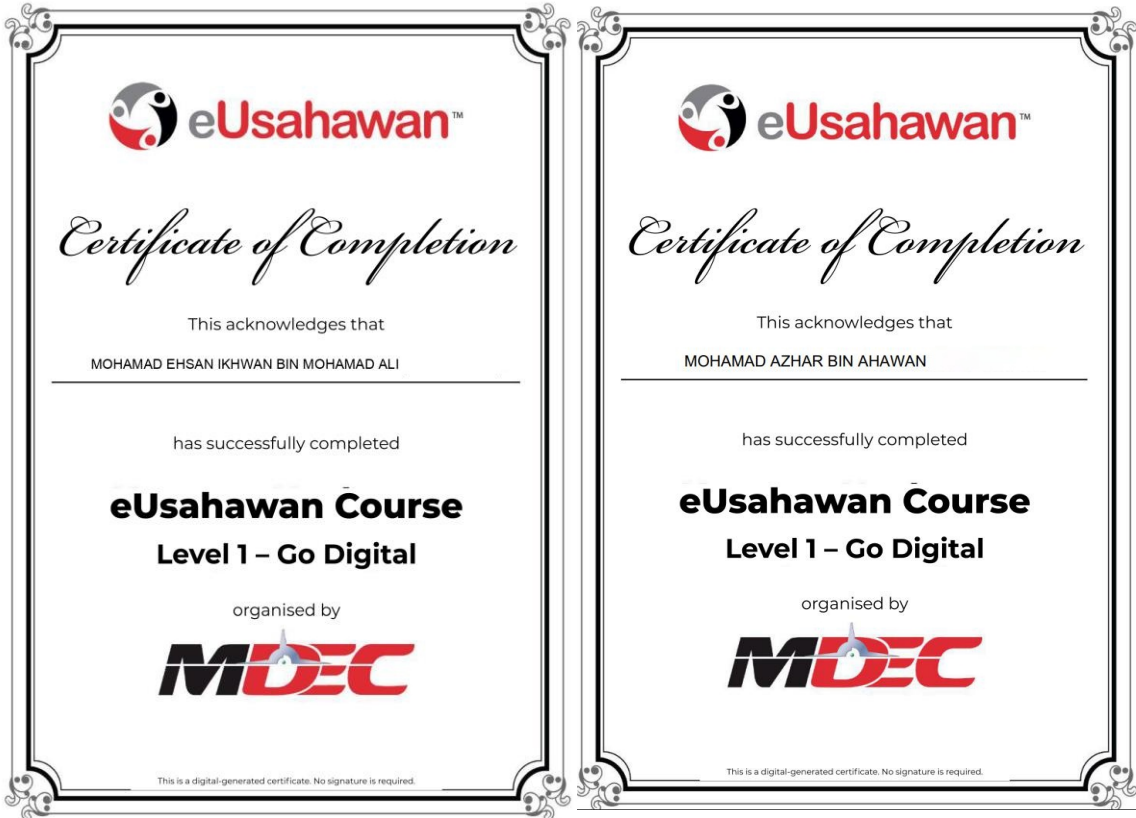 eUsahawan™
Certificate of Completion
This acknowledges that
MOHAMAD EHSAN IKHWAN BIN MOHAMAD ALI
has successfully completed
eUsahawan Course
Level 1 – Go Digital
organised by
MDEC
This is a digital-generated certificate. No signature is required.
eUsahawan™
Certificate of Completion
This acknowledges that
MOHAMAD AZHAR BIN AHAWAN
has successfully completed
eUsahawan Course
Level 1 – Go Digital
organised by
MDEC
This is a digital-generated certificate. No signature is required.